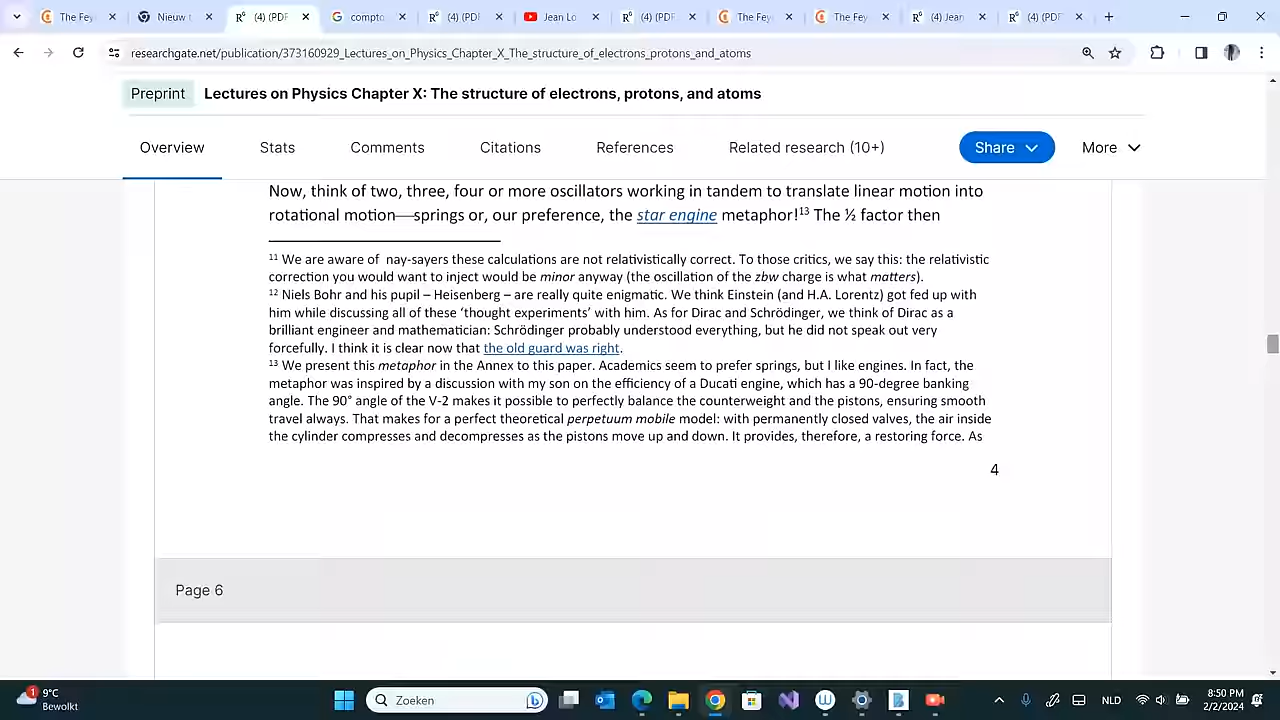 The Fey
Nieuw t
(4) (PDF
compto
(4) (PDF
Jean Lo
(4) (PDF
The Fey
The Fey
(4) Jean
(4) (PDF
researchgate.net/publication/373160929_Lectures_on_Physics_Chapter_X_The_structure_of_electrons_protons_and_atoms
Preprint Lectures on Physics Chapter X: The structure of electrons, protons, and atoms
Overview Stats Comments Citations References Related research (10+) Share More
Now, think of two, three, four or more oscillators working in tandem to translate linear motion into
rotational motion—springs or, our preference, the star engine metaphor!13 The ½ factor then
11 We are aware of nay-sayers these calculations are not relativistically correct. To those critics, we say this: the relativistic
correction you would want to inject would be minor anyway (the oscillation of the zbw charge is what matters).
12 Niels Bohr and his pupil – Heisenberg – are really quite enigmatic. We think Einstein (and H.A. Lorentz) got fed up with
him while discussing all of these ‘thought experiments’ with him. As for Dirac and Schrödinger, we think of Dirac as a
brilliant engineer and mathematician: Schrödinger probably understood everything, but he did not speak out very
forcefully. I think it is clear now that the old guard was right.
13 We present this metaphor in the Annex to this paper. Academics seem to prefer springs, but I like engines. In fact, the
metaphor was inspired by a discussion with my son on the efficiency of a Ducati engine, which has a 90-degree banking
angle. The 90° angle of the V-2 makes it possible to perfectly balance the counterweight and the pistons, ensuring smooth
travel always. That makes for a perfect theoretical perpetuum mobile model: with permanently closed valves, the air inside
the cylinder compresses and decompresses as the pistons move up and down. It provides, therefore, a restoring force. As
4
Page 6
1
9°C
Bewolkt
Zoeken
NLD
8:50 PM
2/2/2024